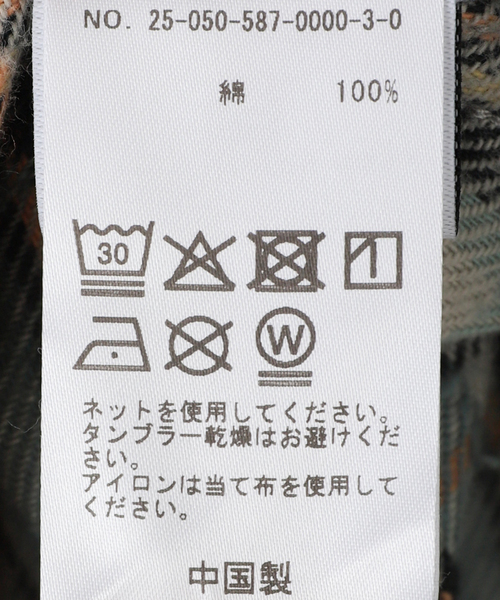 NO. 25-050-587-0000-3-0
綿 100%
30
W
ネットを使用してください。
タンブラー乾燥はお避けくだ
さい。
アイロンは当て布を使用して
ください。
中国製